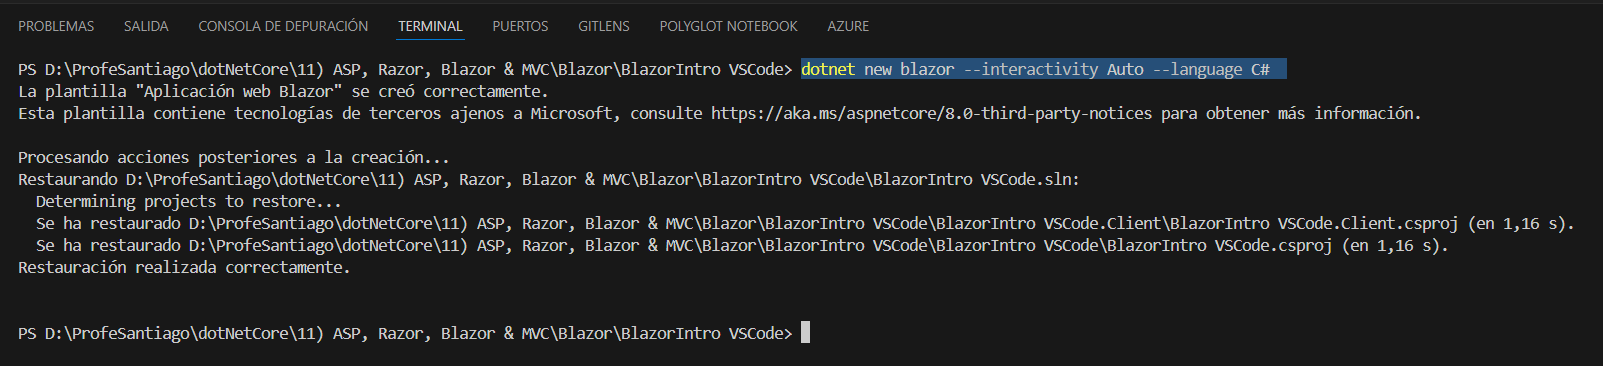 PROBLEMAS SALIDA CONSOLA DE DEPURACIÓN TERMINAL PUERTOS GITLENS POLYGLOT NOTEBOOK AZURE
PS D:\ProfeSantiago\dotNetCore\11) ASP, Razor, Blazor & MVC\Blazor\BlazorIntro VSCode> dotnet new blazor --interactivity Auto --language C#
La plantilla "Aplicación web Blazor" se creó correctamente.
Esta plantilla contiene tecnologías de terceros ajenos a Microsoft, consulte https://aka.ms/aspnetcore/8.0-third-party-notices para obtener más información.
Procesando acciones posteriores a la creación...
Restaurando D:\ProfeSantiago\dotNetCore\11) ASP, Razor, Blazor & MVC\Blazor\BlazorIntro VSCode\BlazorIntro VSCode.sln:
Determining projects to restore...
Se ha restaurado D:\ProfeSantiago\dotNetCore\11) ASP, Razor, Blazor & MVC\Blazor\BlazorIntro VSCode\BlazorIntro VSCode.Client\BlazorIntro VSCode.Client.csproj (en 1,16 s).
Se ha restaurado D:\ProfeSantiago\dotNetCore\11) ASP, Razor, Blazor & MVC\Blazor\BlazorIntro VSCode\BlazorIntro VSCode\BlazorIntro VSCode.csproj (en 1,16 s).
Restauración realizada correctamente.
PS D:\ProfeSantiago\dotNetCore\11) ASP, Razor, Blazor & MVC\Blazor\BlazorIntro VSCode>